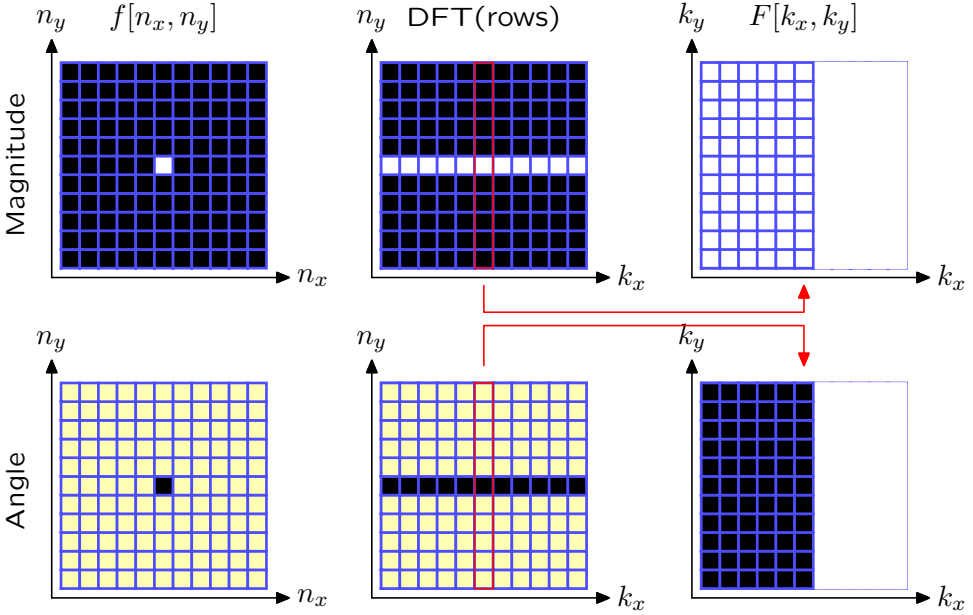 n_y f[n_x, n_y] n_y DFT(rows) k_y F[k_x, k_y]
Magnitude
n_x k_x k_x
n_y n_y k_y
Angle
n_x k_x k_x